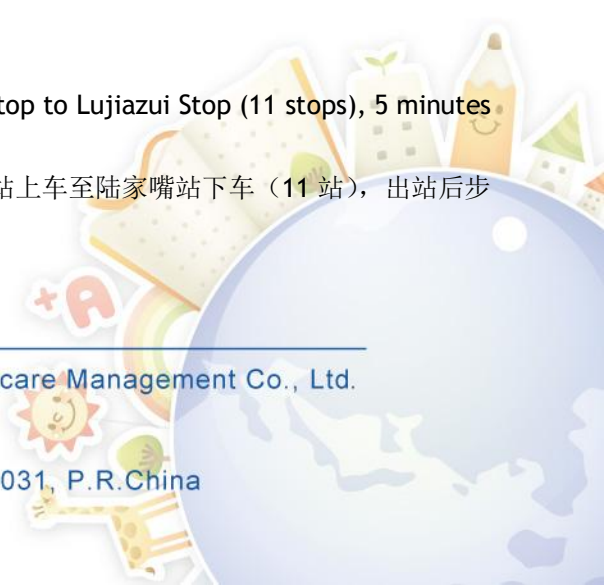 top to Lujiazui Stop (11 stops), 5 minutes
站上车至陆家嘴站下车（11 站），出站后步
+A
care Management Co., Ltd.
031, P.R.China